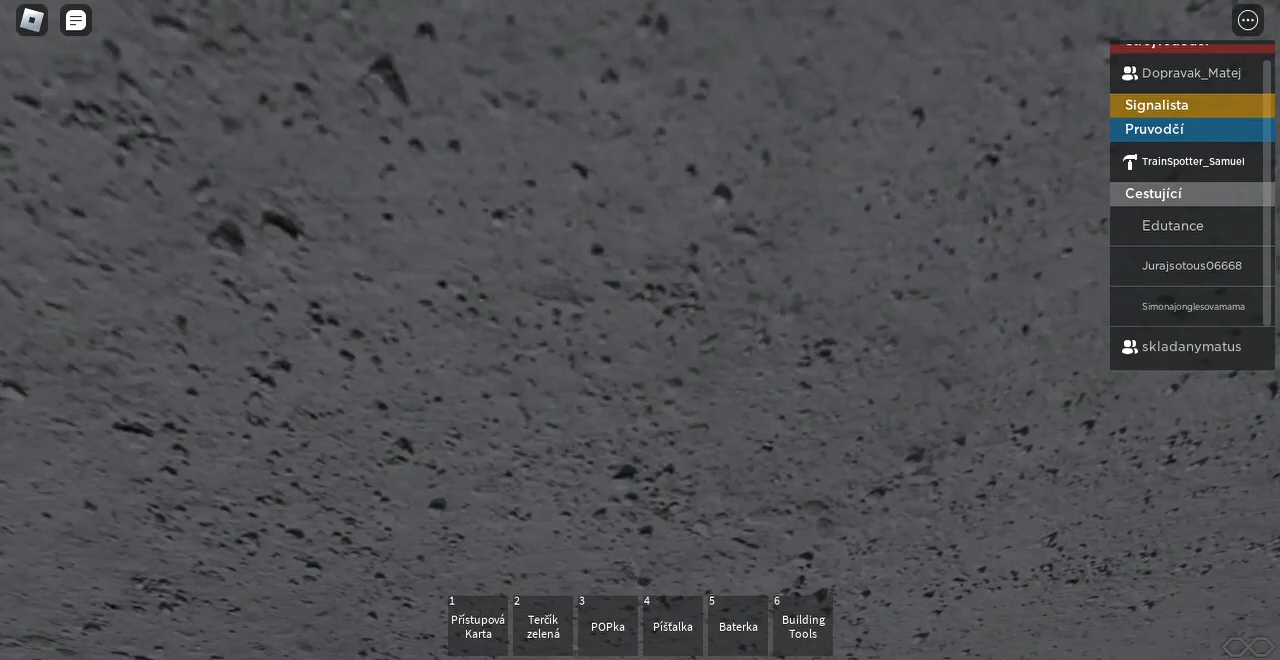 Dopravak_Matej
Signalista
Pruvodčí
TrainSpotter_Samuel
Cestující
Edutance
Jurajsotous06668
Simonajonglesovamama
skladanymatus
1
Přístupová
Karta
2
Terčík
zelená
3
POPka
4
Píšťalka
5
Baterka
6
Building
Tools